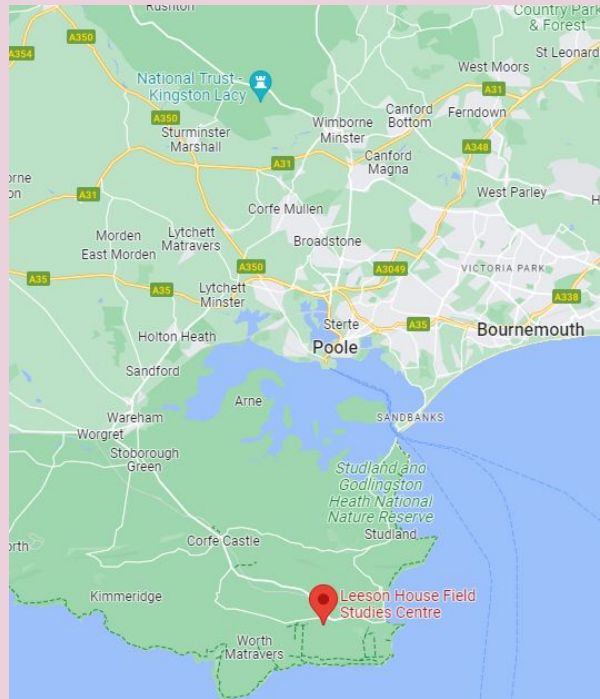 Rushton
Country Park
& Forest
A350
A354
St Leonard
West Moors
National Trust -
Kingston Lacy
A31
Canford
Bottom
Ferndown
A350
Wimborne
Minster
Sturminster
Marshall
A348
Canford
Magna
A31
orne
on
A31
West Parley
H
Corfe Mullen
Morden
Lytchett
Matravers
Broadstone
East Morden
A350
A3049
VICTORIA PARK
A35
A35
Lytchett
Minster
A338
Sterte
A35
Bournemouth
Holton Heath
Poole
Sandford
Arne
Wareham
SANDBANKS
Worgret
Stoborough
Green
Studland and
Godlingston
Heath National
Nature Reserve
Studland
orth
Corfe Castle
Kimmeridge
Leeson House Field
Studies Centre
Worth
Matravers